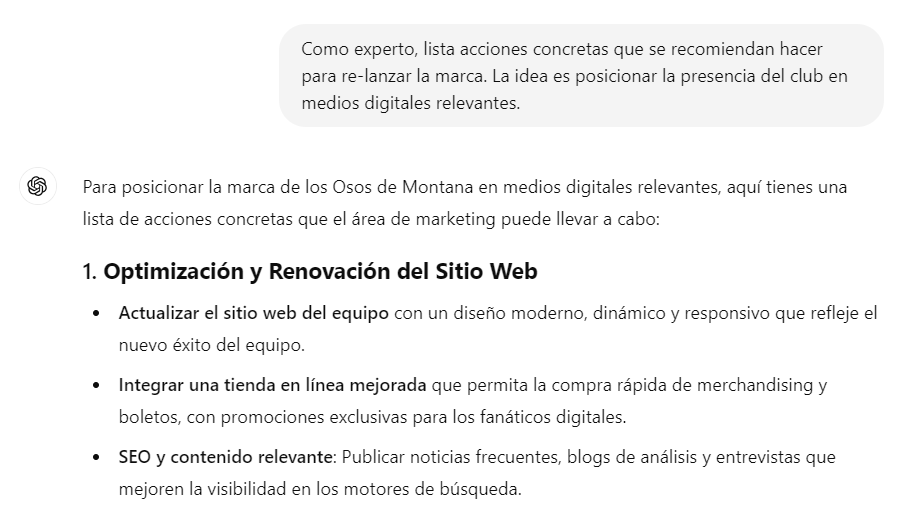 Como experto, lista acciones concretas que se recomiendan hacer
para re-lanzar la marca. La idea es posicionar la presencia del club en
medios digitales relevantes.
Para posicionar la marca de los Osos de Montana en medios digitales relevantes, aquí tienes una
lista de acciones concretas que el área de marketing puede llevar a cabo:
1. Optimización y Renovación del Sitio Web
• Actualizar el sitio web del equipo con un diseño moderno, dinámico y responsivo que refleje el
nuevo éxito del equipo.
• Integrar una tienda en línea mejorada que permita la compra rápida de merchandising y
boletos, con promociones exclusivas para los fanáticos digitales.
• SEO y contenido relevante: Publicar noticias frecuentes, blogs de análisis y entrevistas que
mejoren la visibilidad en los motores de búsqueda.